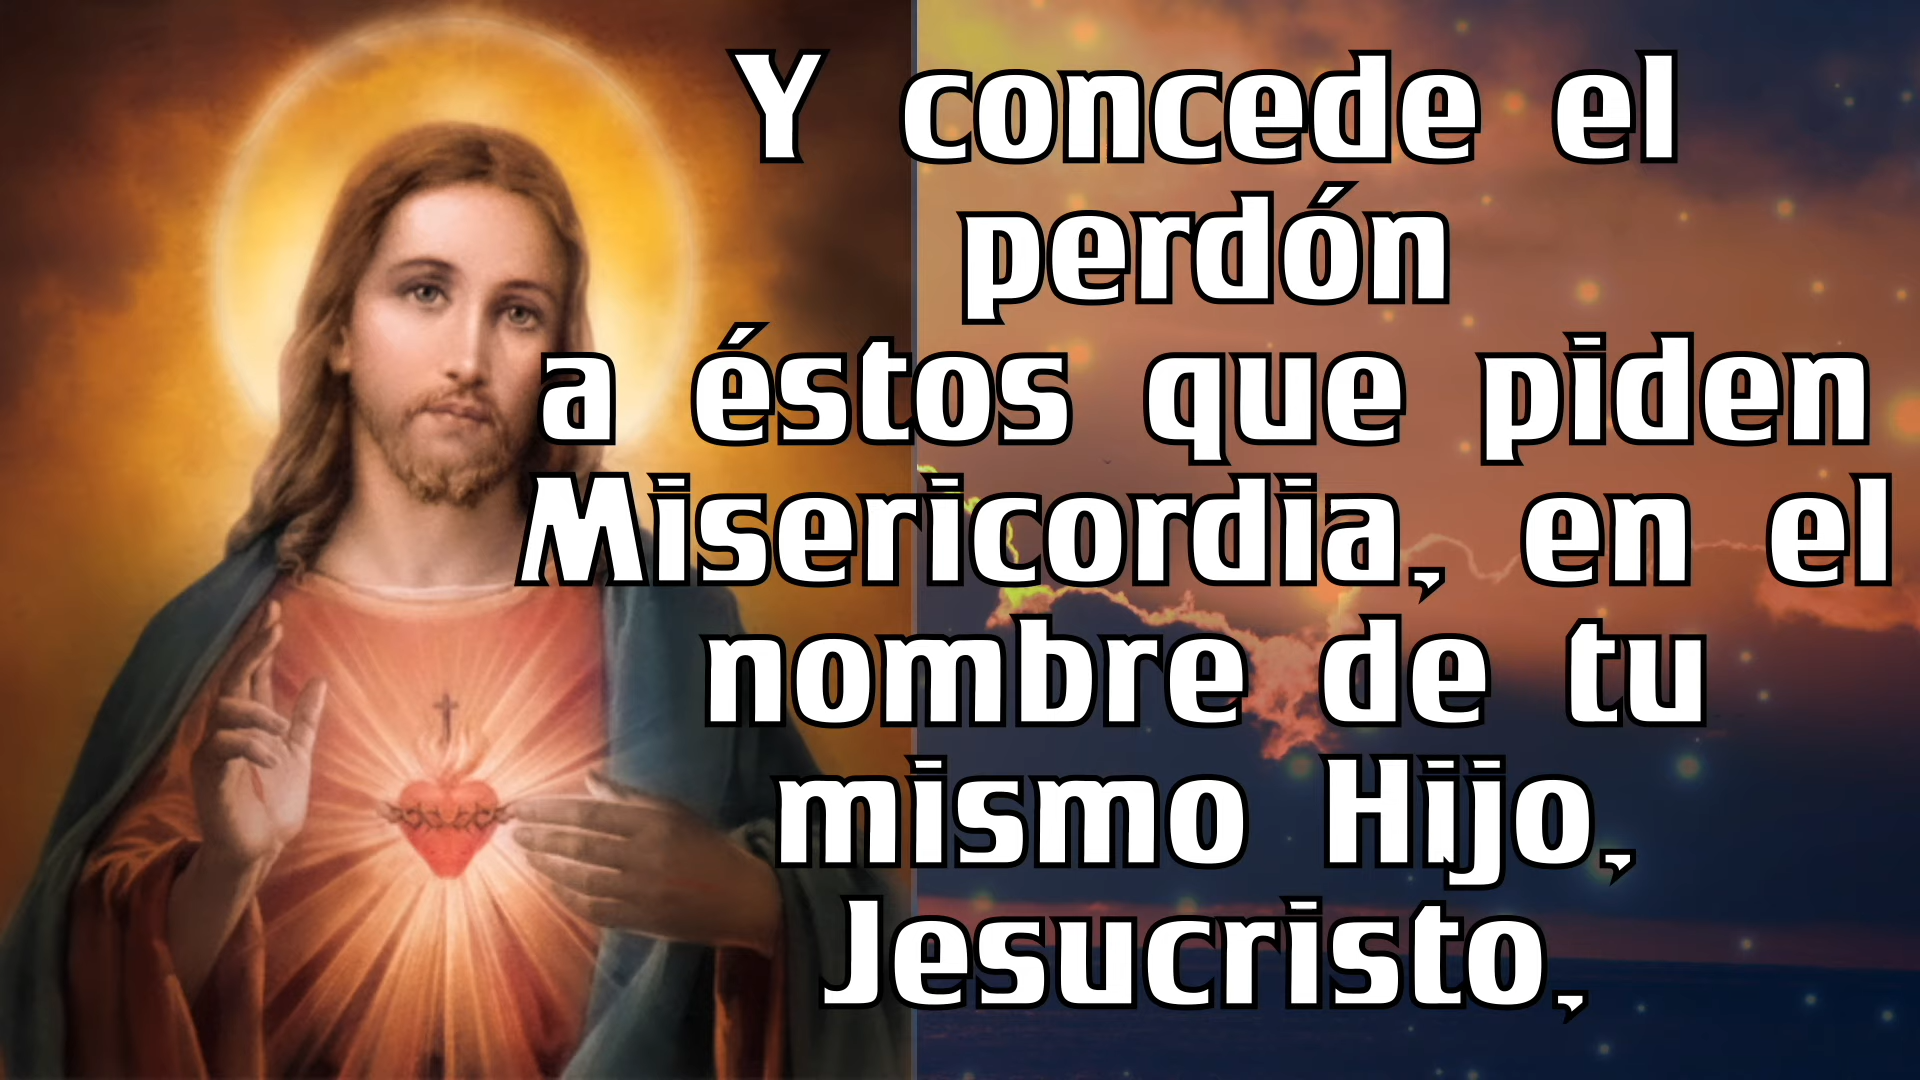 Y concede el
perdón
a éstos que piden
Misericordia, en el
nombre de tu
mismo Hijo,
Jesucristo,